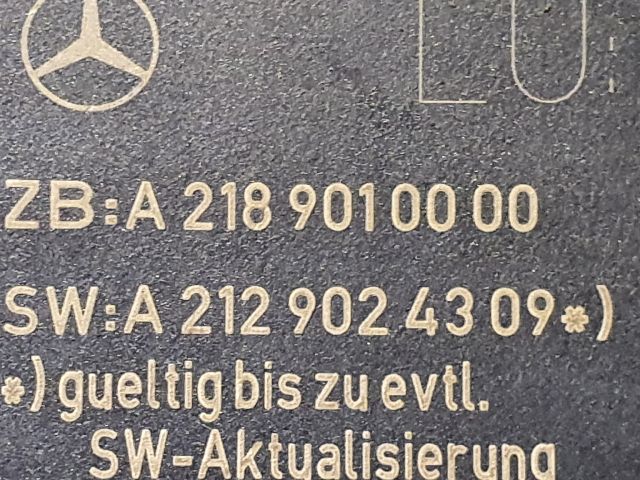 ZB:A 218 901 00 00
SW:A 212 902 43 09*)
*) gueltig bis zu evtl.
SW-Aktualisierung